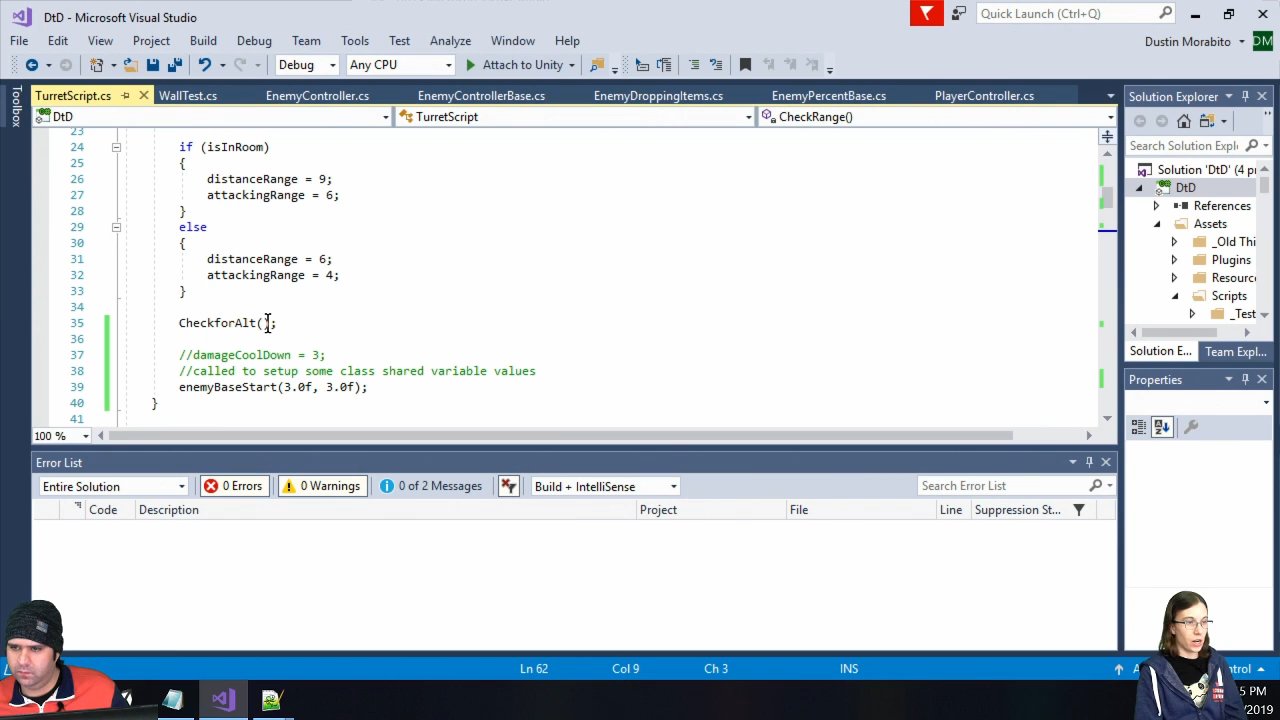 DtD - Microsoft Visual Studio
Quick Launch (Ctrl+Q)
File Edit View Project Build Debug Team Tools Test Analyze Window Help
Dustin Morabito
DM
Debug Any CPU Attach to Unity
Toolbox
TurretScript.cs WallTest.cs EnemyController.cs EnemyControllerBase.cs EnemyDroppingItems.cs EnemyPercentBase.cs PlayerController.cs
DtD TurretScript CheckRange()
23
24 if (isInRoom)
25 {
26 distanceRange = 9;
27 attackingRange = 6;
28 }
29 else
30 {
31 distanceRange = 6;
32 attackingRange = 4;
33 }
34
35 CheckforAlt();
36
37 //damageCoolDown = 3;
38 //called to setup some class shared variable values
39 enemyBaseStart(3.0f, 3.0f);
40 }
41
100 %
Solution Explorer
Search Solution Explo
Solution 'DtD' (4 p
DtD
References
Assets
_Old Thi
Plugins
Resourc
Scripts
_Test
Solution E... Team Expl...
Properties
Error List
Entire Solution 0 Errors 0 Warnings 0 of 2 Messages Build + IntelliSense Search Error List
Code Description Project File Line Suppression St...
Ln 62 Col 9 Ch 3 INS
5 PM
2019